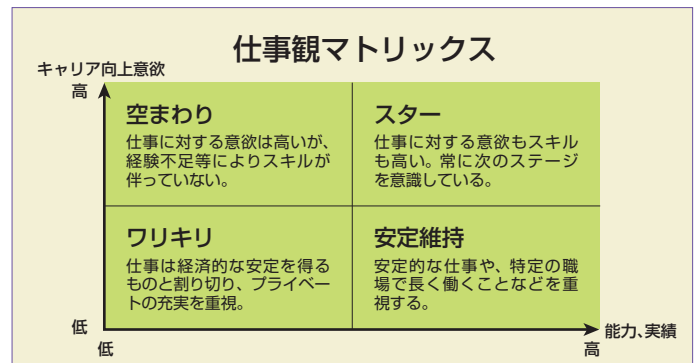 仕事観マトリックス
キャリア向上意欲
高
空まわり
仕事に対する意欲は高いが、
経験不足等によりスキルが
伴っていない。
スター
仕事に対する意欲もスキル
も高い。常に次のステージ
を意識している。
ワリキリ
仕事は経済的な安定を得る
ものと割り切り、プライベー
トの充実を重視。
安定維持
安定的な仕事や、特定の職
場で長く働くことなどを重
視する。
低
低
高
能力、実績